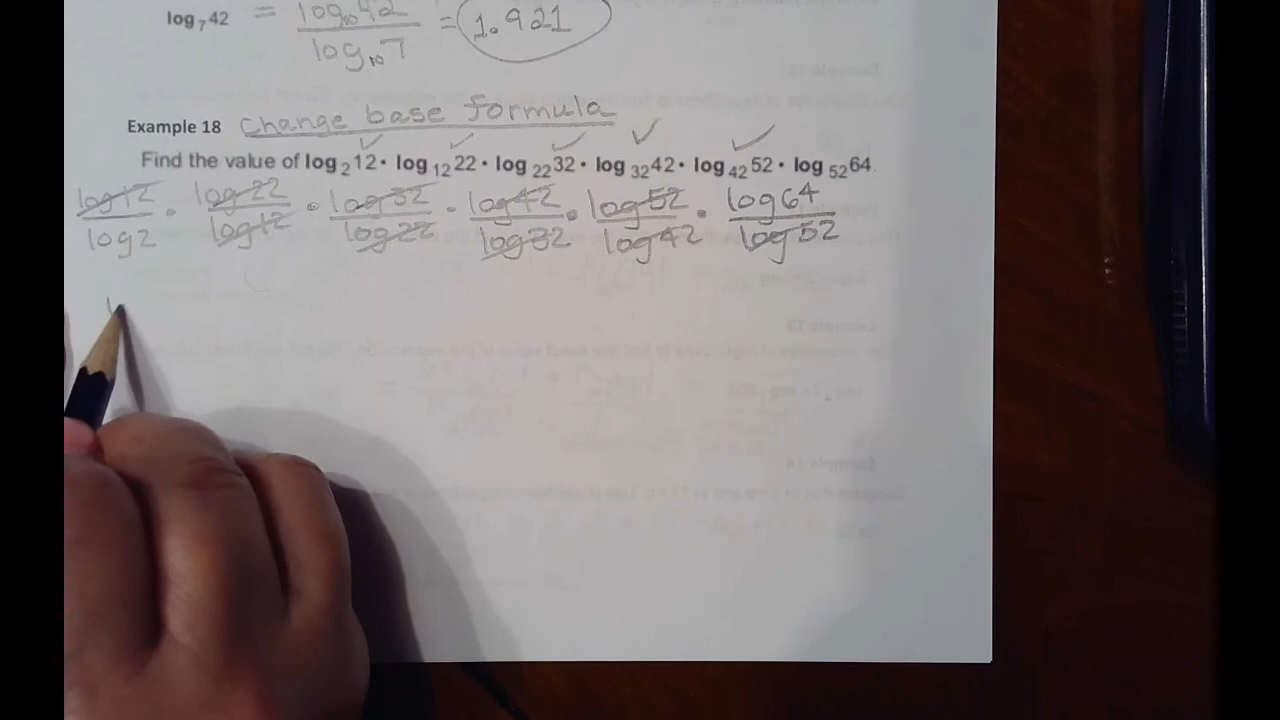 log₇42 = log₁₀42 / log₁₀7 = 1.921
Example 18 Change base formula
Find the value of log₂12 · log₁₂22 · log₂₂32 · log₃₂42 · log₄₂52 · log₅₂64.
log12/log2 · log22/log12 · log32/log22 · log42/log32 · log52/log42 · log64/log52